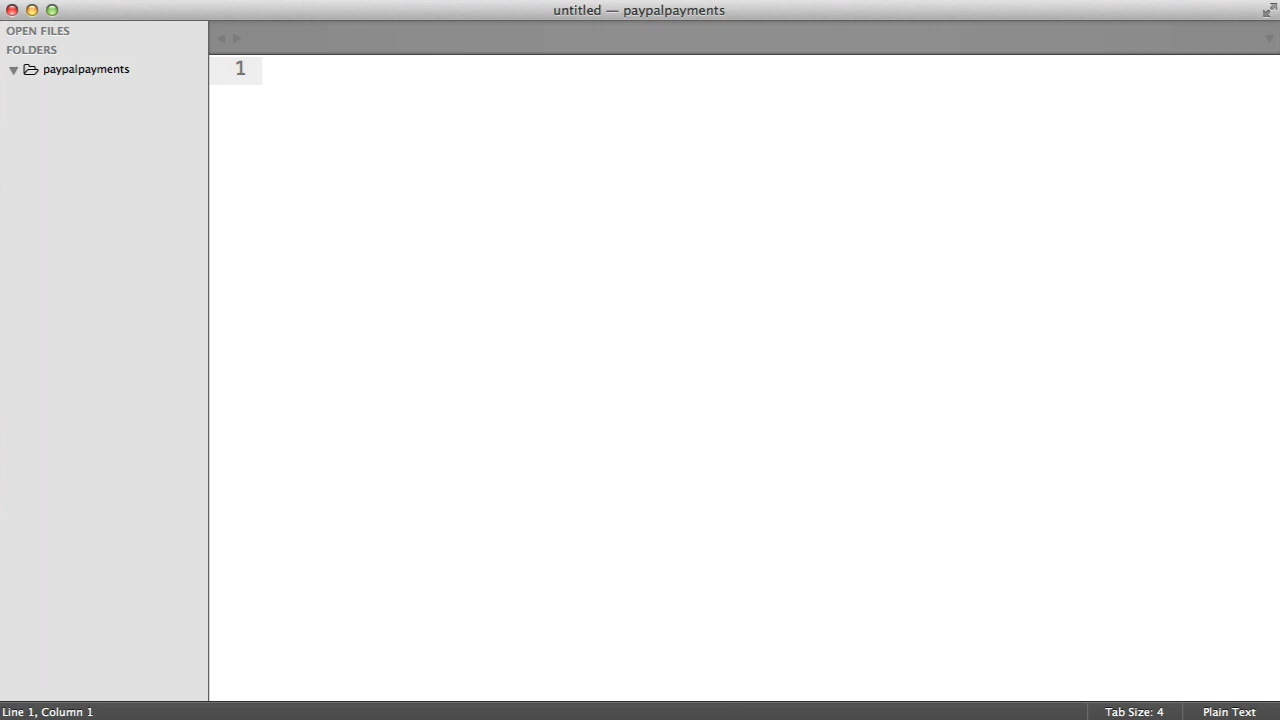 untitled — paypalpayments
OPEN FILES
FOLDERS
paypalpayments
1
Line 1, Column 1
Tab Size: 4
Plain Text